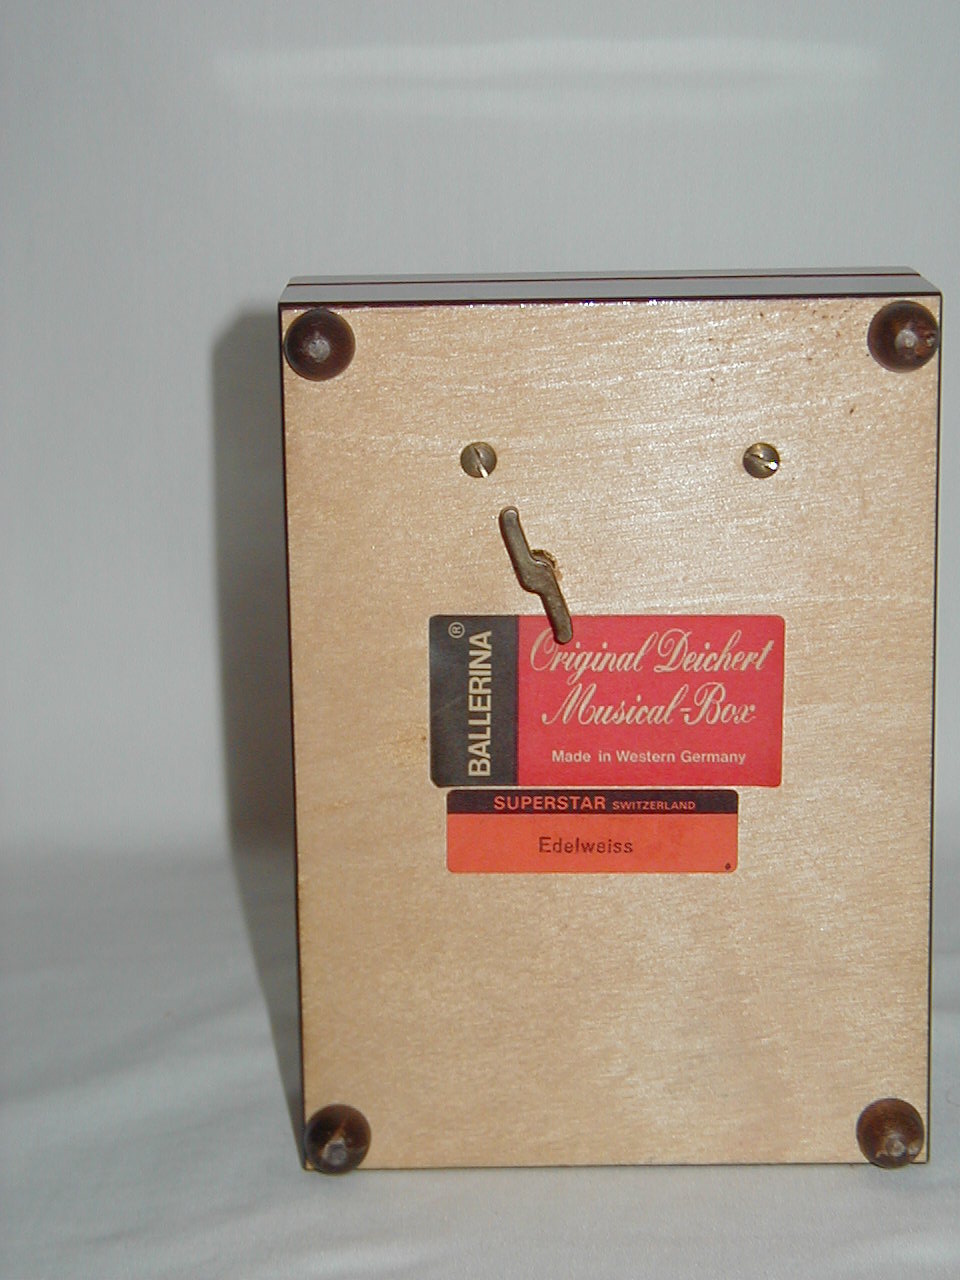 BALLERINA ®
Original Deichert
Musical-Box
Made in Western Germany
SUPERSTAR SWITZERLAND
Edelweiss